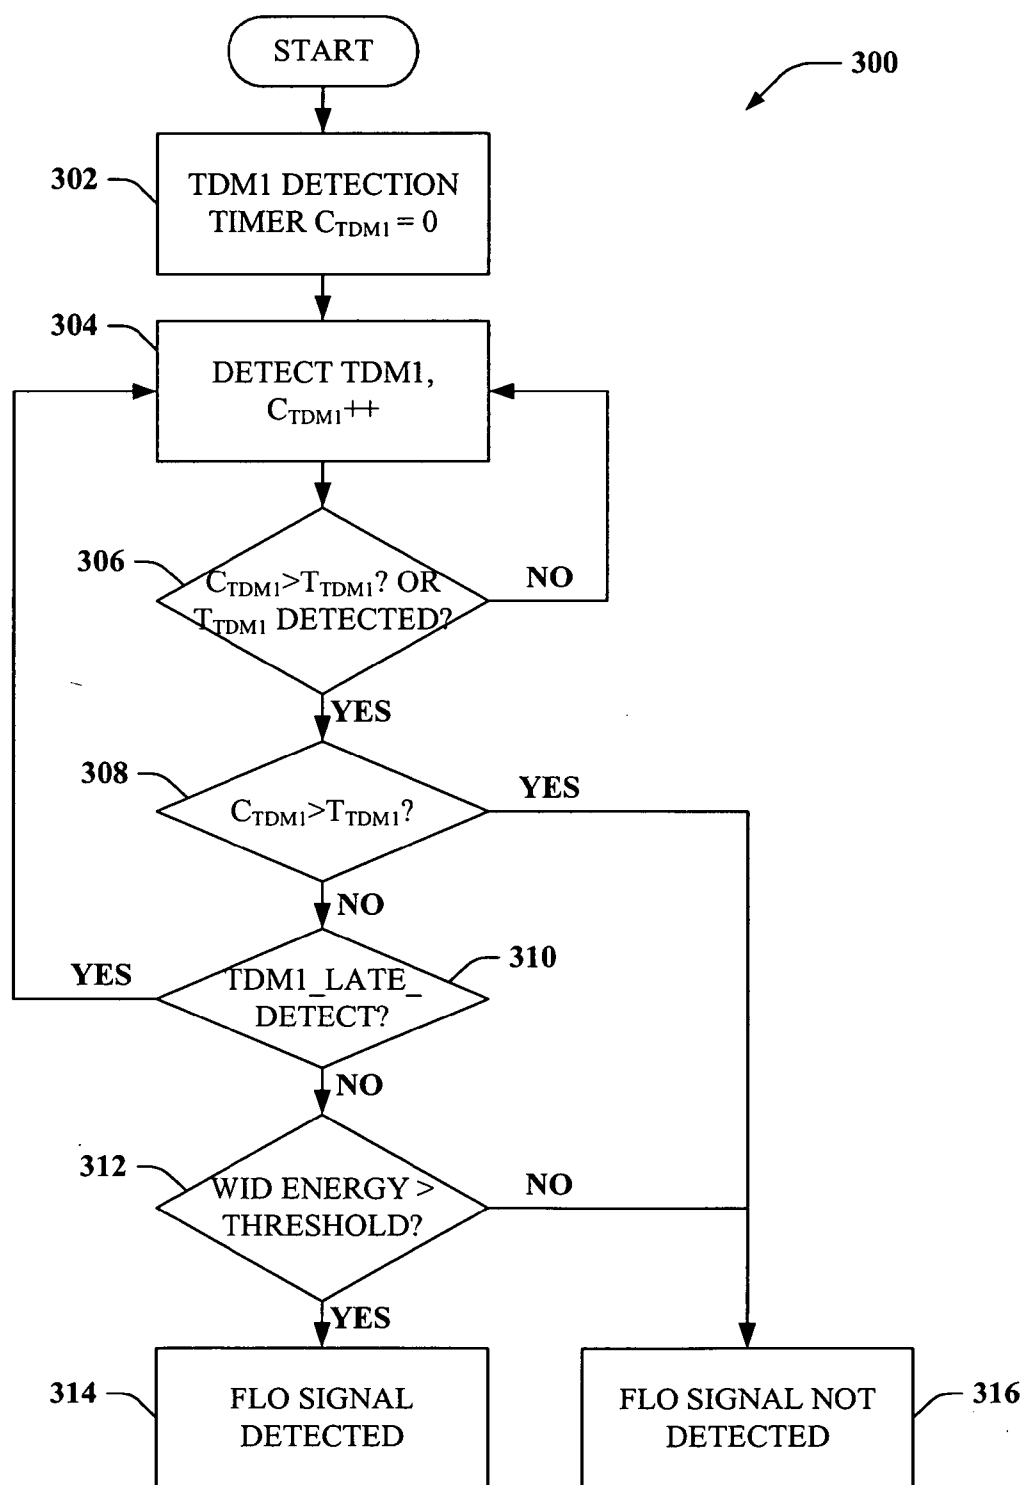 START
300
302
TDM1 DETECTION
TIMER CTDM1 = 0
304
DETECT TDM1,
CTDM1++
306
CTDM1>TTDM1? OR
TTDM1 DETECTED?
NO
YES
308
CTDM1>TTDM1?
YES
NO
310
YES
TDM1_LATE_
DETECT?
NO
312
WID ENERGY >
THRESHOLD?
NO
YES
314
FLO SIGNAL
DETECTED
FLO SIGNAL NOT
DETECTED
316